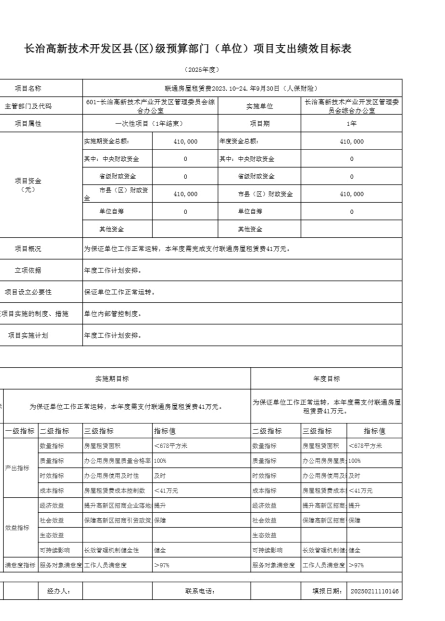 长治高新技术开发区县(区)级预算部门（单位）项目支出绩效目标表
（2025年度）
项目名称 联通房屋租赁费2023.10-24.年9月30日（人保财险）
主管部门及代码 601-长治高新技术产业开发区管理委员会综合办公室 实施单位 长治高新技术产业开发区管理委员会综合办公室
项目属性 一次性项目（1年结束） 项目期 1年
项目资金（元） 实施期资金总额: 410,000 年度资金总额: 410,000
其中: 中央财政资金 0 其中: 中央财政资金 0
省级财政资金 0 省级财政资金 0
市县（区）财政资金 410,000 市县（区）财政资金 410,000
单位自筹 0 单位自筹 0
其他资金 其他资金
项目概况 为保证单位工作正常运转，本年度需完成支付联通房屋租赁费41万元。
立项依据 年度工作计划安排。
项目设立必要性 保证单位工作正常运转。
项目实施的制度、措施 单位内部管控制度。
项目实施计划 年度工作计划安排。
实施期目标 年度目标
为保证单位工作正常运转，本年度需支付联通房屋租赁费41万元。 为保证单位工作正常运转，本年度需支付联通房屋租赁费41万元。
一级指标 二级指标 三级指标 指标值 二级指标 三级指标 指标值
产出指标 数量指标 房屋租赁面积 <678平方米 数量指标 房屋租赁面积 <678平方米
质量指标 办公用房房屋质量合格率 100% 质量指标 办公用房房屋质 100%
时效指标 办公用房使用及时性 及时 时效指标 办公用房使用及 及时
成本指标 房屋租赁费成本控制数 <41万元 成本指标 房屋租赁费成本 <41万元
效益指标 经济效益 提升高新区招商企业落地 提升 经济效益 提升高新区招商 提升
社会效益 保障高新区招商引资政策 保障 社会效益 保障高新区招商 保障
生态效益 生态效益
可持续影响 长效管理机制健全性 健全 可持续影响 长效管理机制健 健全
满意度指标 服务对象满意度 工作人员满意度 >97% 服务对象满意度 工作人员满意度 >97%
经办人: 联系电话: 填报日期: 20250211110146